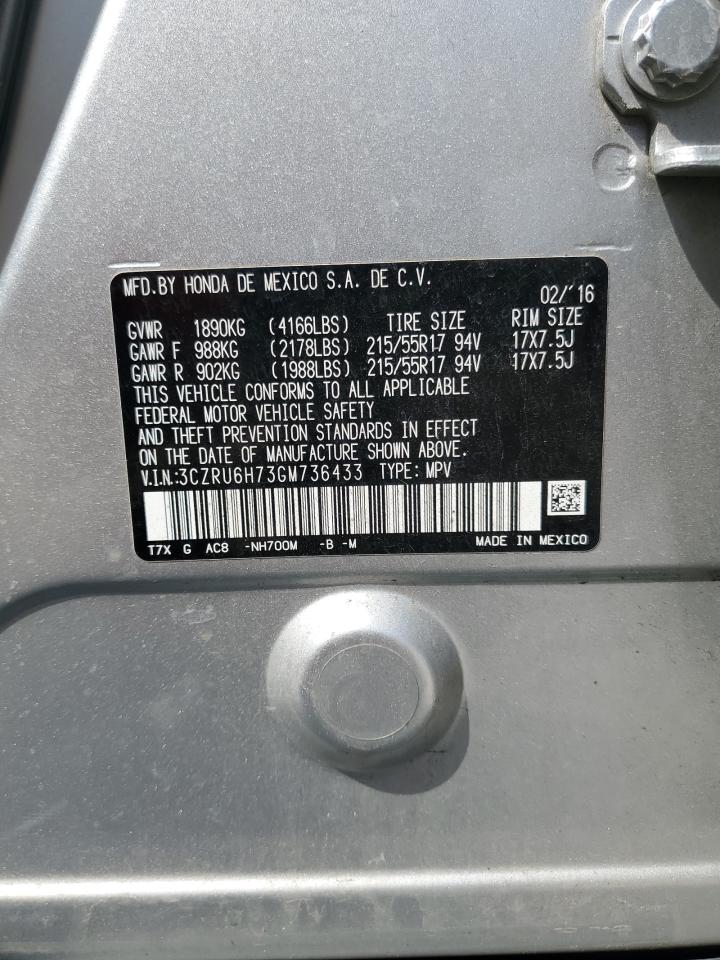 MFD.BY HONDA DE MEXICO S.A. DE C.V.
02/'16
GVWR 1890KG (4166LBS) TIRE SIZE RIM SIZE
GAWR F 988KG (2178LBS) 215/55R17 94V 17X7.5J
GAWR R 902KG (1988LBS) 215/55R17 94V 17X7.5J
THIS VEHICLE CONFORMS TO ALL APPLICABLE
FEDERAL MOTOR VEHICLE SAFETY
AND THEFT PREVENTION STANDARDS IN EFFECT
ON THE DATE OF MANUFACTURE SHOWN ABOVE.
V.I.N.:3CZRU6H73GM736433 TYPE: MPV
T7X G AC8 -NH700M -B -M MADE IN MEXICO